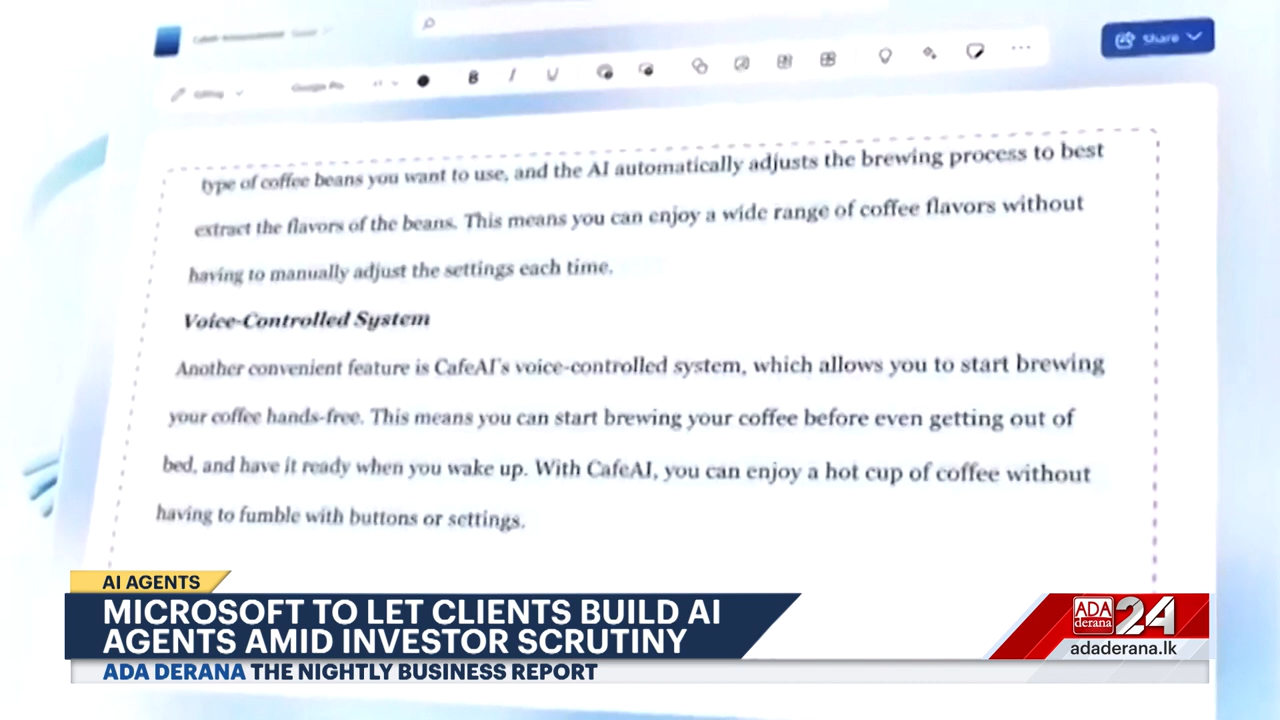 Share
Editing
B I U
type of coffee beans you want to use, and the AI automatically adjusts the brewing process to best
extract the flavors of the beans. This means you can enjoy a wide range of coffee flavors without
having to manually adjust the settings each time.
Voice-Controlled System
Another convenient feature is CafeAI's voice-controlled system, which allows you to start brewing
your coffee hands-free. This means you can start brewing your coffee before even getting out of
bed, and have it ready when you wake up. With CafeAI, you can enjoy a hot cup of coffee without
having to fumble with buttons or settings.
AI AGENTS
MICROSOFT TO LET CLIENTS BUILD AI
AGENTS AMID INVESTOR SCRUTINY
ADA DERANA THE NIGHTLY BUSINESS REPORT
ADA
derana
24
adaderana.lk